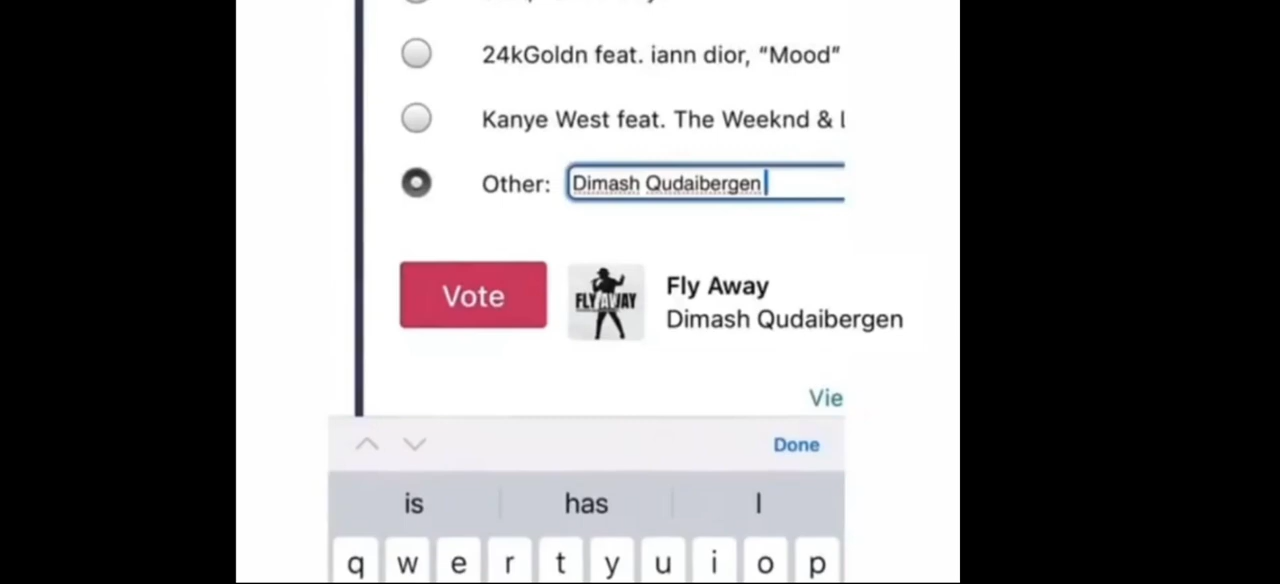 24kGoldn feat. iann dior, “Mood”
Kanye West feat. The Weeknd &
Other: Dimash Qudaibergen
Vote
FLY AWAY
Fly Away
Dimash Qudaibergen
Vie
Done
is has I
q w e r t y u i o p